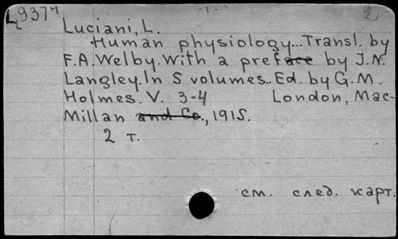 L9374
Luciani, L.
Human physiology... Transl. by
F.A. Welby. With a preface by J.N.
Langley. In 5 volumes.. Ed. by G.M.
Holmes. V. 3-4 London, Mac-
Millan and Co., 1915.
2 т.
см. след. карт.